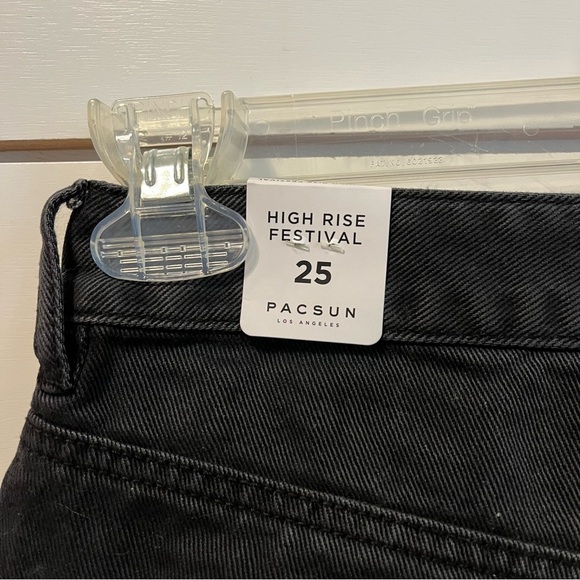 Pinch Grip
HIGH RISE
FESTIVAL
25
PACSUN
LOS ANGELES